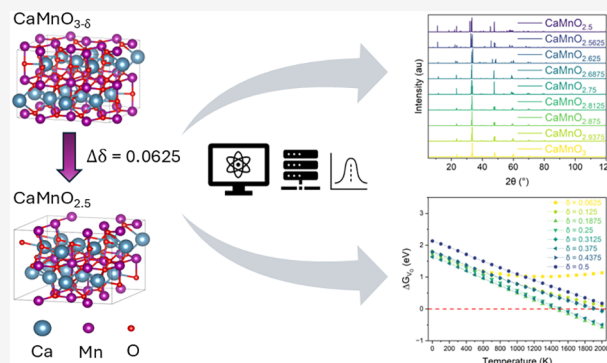 CaMnO3-δ
Δδ = 0.0625
CaMnO2.5
Ca Mn O
Intensity (au)
CaMnO2.5
CaMnO2.5625
CaMnO2.625
CaMnO2.6875
CaMnO2.75
CaMnO2.8125
CaMnO2.875
CaMnO2.9375
CaMnO3
0 20 40 60 80 100 120
2θ (°)
ΔGVo (eV)
3
2
1
0
-1
δ = 0.0625
δ = 0.125
δ = 0.1875
δ = 0.25
δ = 0.3125
δ = 0.375
δ = 0.4375
δ = 0.5
0 200 400 600 800 1000 1200 1400 1600 1800 2000
Temperature (K)